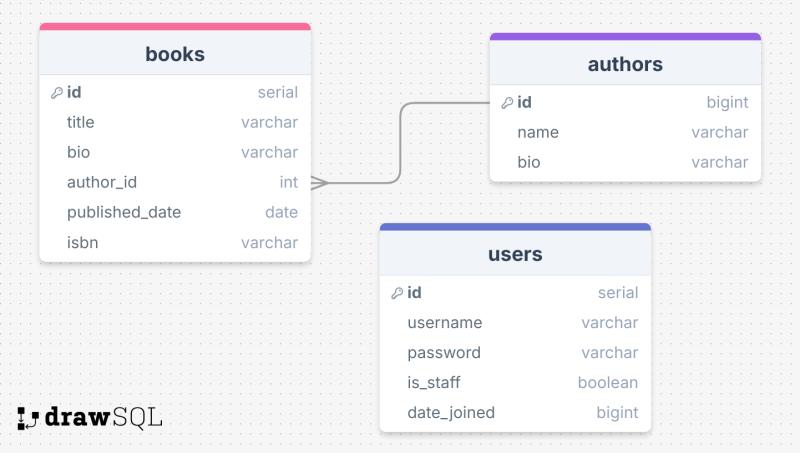 books
id serial
title varchar
bio varchar
author_id int
published_date date
isbn varchar
authors
id bigint
name varchar
bio varchar
users
id serial
username varchar
password varchar
is_staff boolean
date_joined bigint
drawSQL